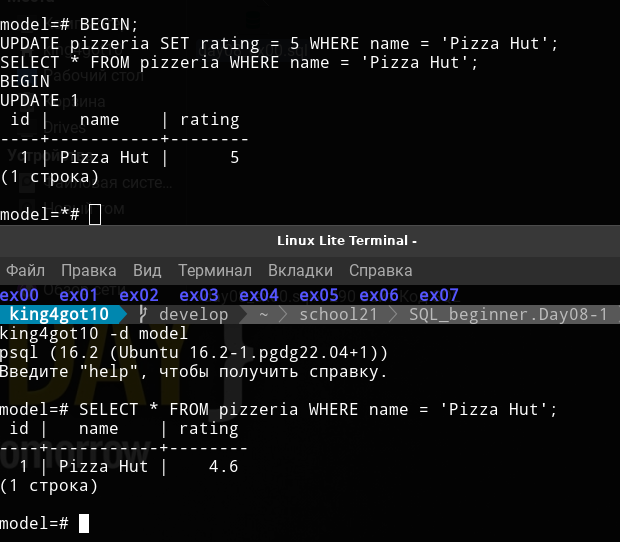 model=# BEGIN;
UPDATE pizzeria SET rating = 5 WHERE name = 'Pizza Hut';
SELECT * FROM pizzeria WHERE name = 'Pizza Hut';
BEGIN
UPDATE 1
 id |   name    | rating
----+-----------+--------
  1 | Pizza Hut |      5
(1 строка)
model=*#
Linux Lite Terminal -
Файл Правка Вид Терминал Вкладки Справка
ex00 ex01 ex02 ex03 ex04 ex05 ex06 ex07
king4got10 develop ~ school21 SQL_beginner.Day08-1
king4got10 -d model
psql (16.2 (Ubuntu 16.2-1.pgdg22.04+1))
Введите "help", чтобы получить справку.
model=# SELECT * FROM pizzeria WHERE name = 'Pizza Hut';
 id |   name    | rating
----+-----------+--------
  1 | Pizza Hut |    4.6
(1 строка)
model=#